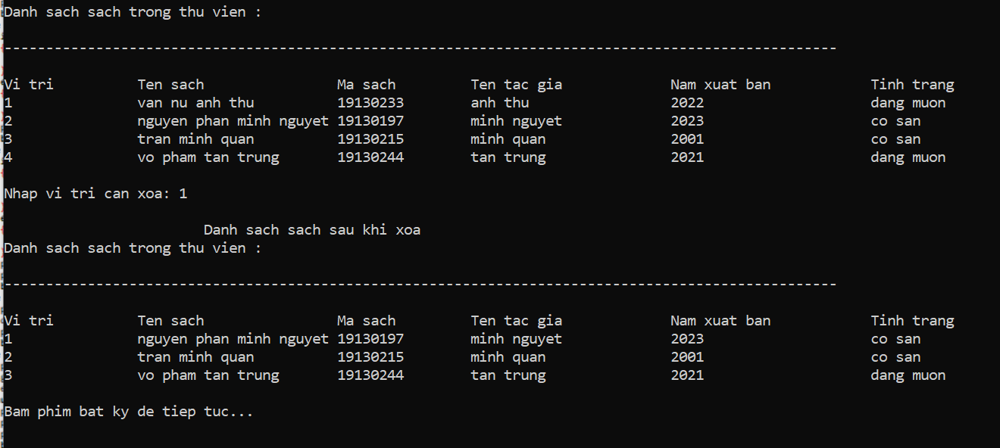 Danh sach sach trong thu vien :
----------------------------------------------------------------------------------------------------
Vi tri Ten sach Ma sach Ten tac gia Nam xuat ban Tinh trang
1 van nu anh thu 19130233 anh thu 2022 dang muon
2 nguyen phan minh nguyet 19130197 minh nguyet 2023 co san
3 tran minh quan 19130215 minh quan 2001 co san
4 vo pham tan trung 19130244 tan trung 2021 dang muon
Nhap vi tri can xoa: 1
Danh sach sach sau khi xoa
Danh sach sach trong thu vien :
----------------------------------------------------------------------------------------------------
Vi tri Ten sach Ma sach Ten tac gia Nam xuat ban Tinh trang
1 nguyen phan minh nguyet 19130197 minh nguyet 2023 co san
2 tran minh quan 19130215 minh quan 2001 co san
3 vo pham tan trung 19130244 tan trung 2021 dang muon
Bam phim bat ky de tiep tuc...